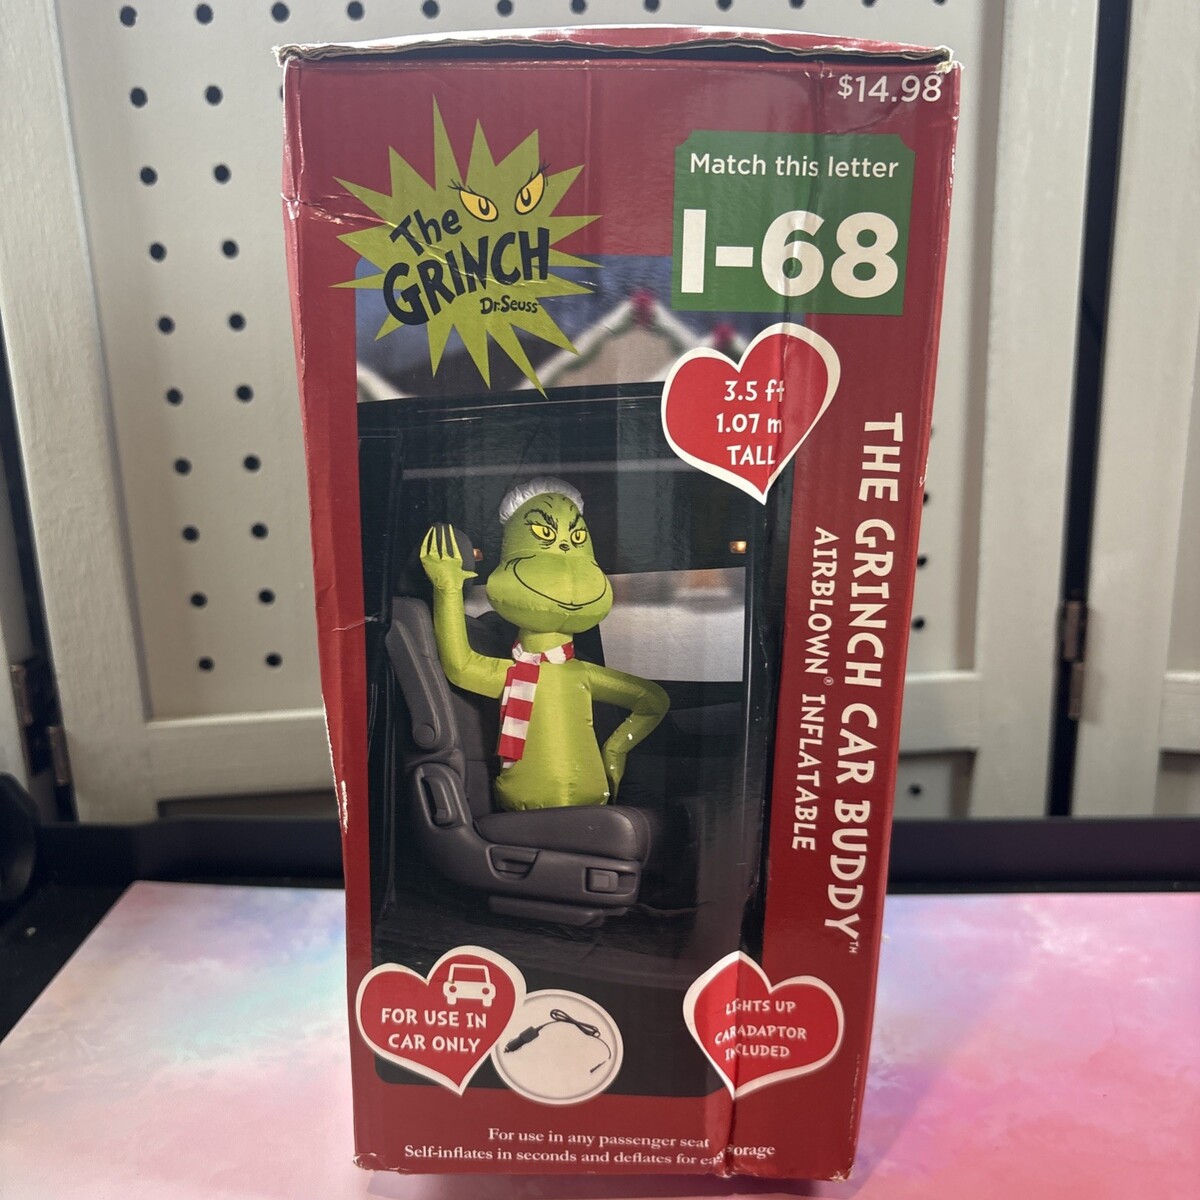 $14.98
Match this letter
I-68
The
GRINCH
Dr. Seuss
3.5 ft
1.07 m
TALL
THE GRINCH CAR BUDDY™
AIRBLOWN® INFLATABLE
FOR USE IN
CAR ONLY
LIGHTS UP
CAR ADAPTOR
INCLUDED
For use in any passenger seat
Self-inflates in seconds and deflates for easy storage